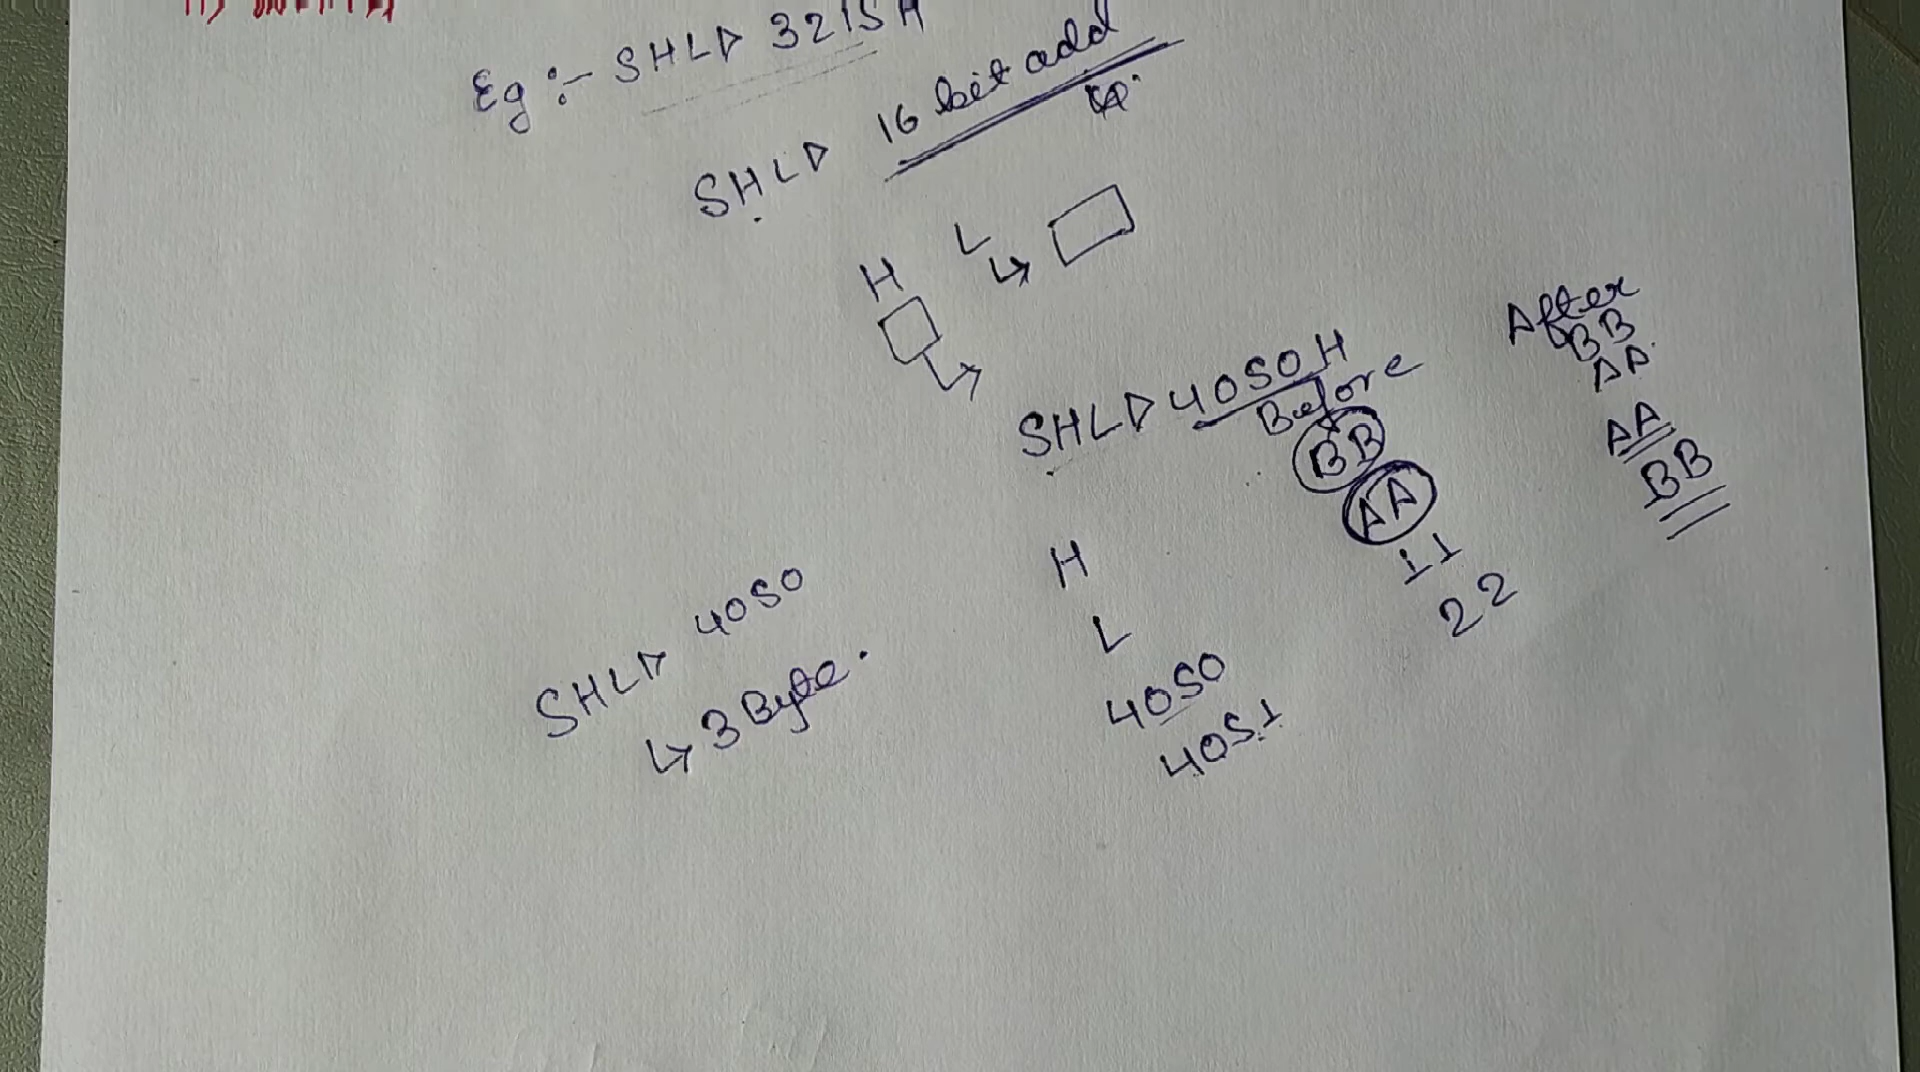 Eg :- SHLD 3215H
SHLD 16 bit add
H L
SHLD 4050H
Before After
H BB BB
L AA AA
4050 11 AA
4051 22 BB
SHLD 4050
↳ 3 Byte.